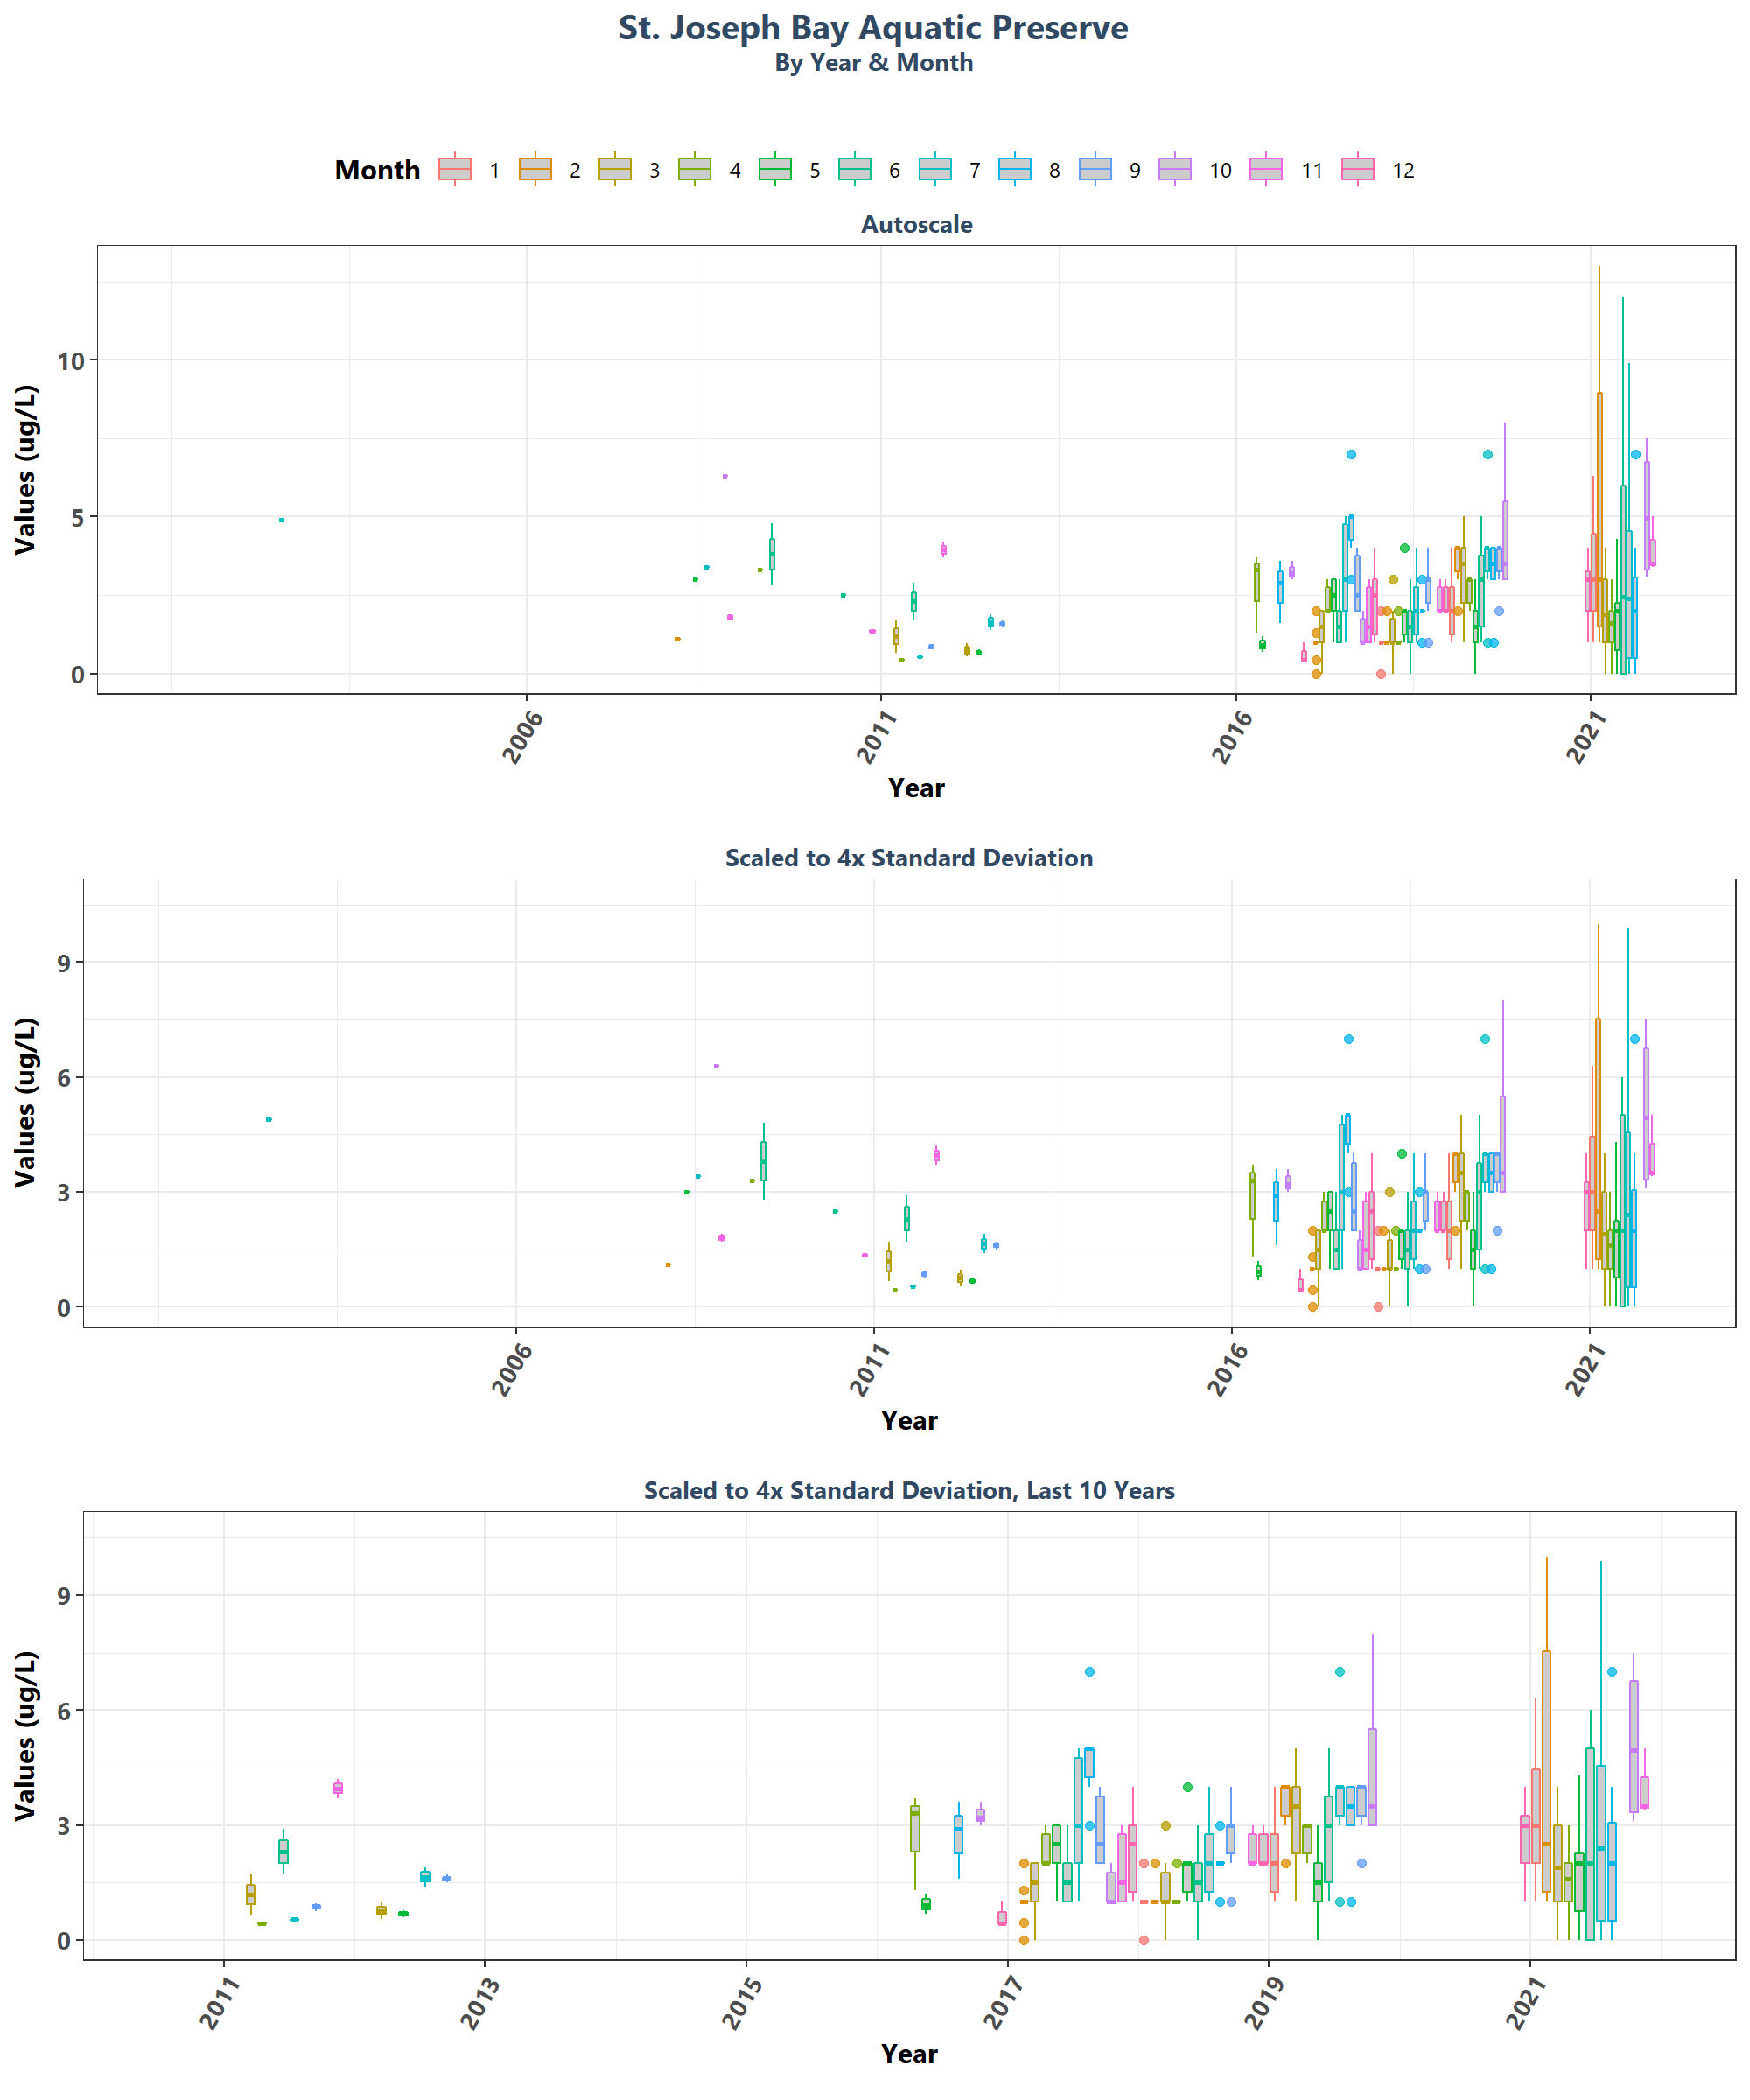 St. Joseph Bay Aquatic Preserve
By Year & Month
Month 1 2 3 4 5 6 7 8 9 10 11 12
Autoscale
Values (ug/L)
10
5
0
2006 2011 2016 2021
Year
Scaled to 4x Standard Deviation
Values (ug/L)
9
6
3
0
2006 2011 2016 2021
Year
Scaled to 4x Standard Deviation, Last 10 Years
Values (ug/L)
9
6
3
0
2011 2013 2015 2017 2019 2021
Year